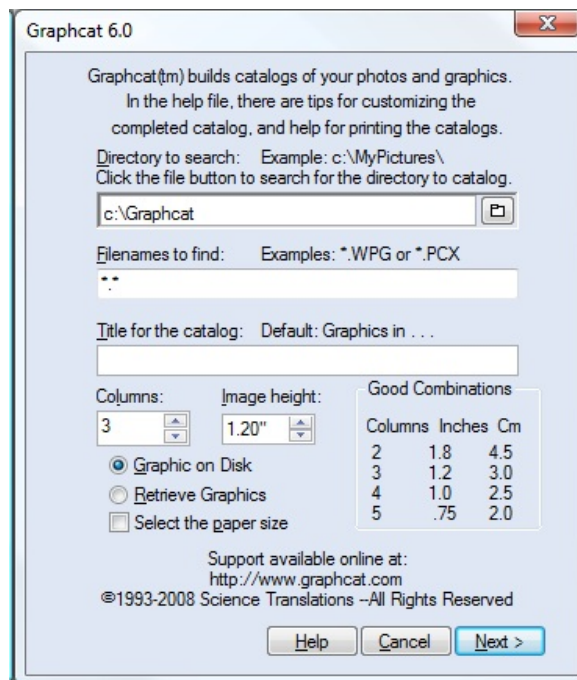 Graphcat 6.0
Graphcat(tm) builds catalogs of your photos and graphics.
In the help file, there are tips for customizing the
completed catalog, and help for printing the catalogs.
Directory to search: Example: c:\MyPictures\
Click the file button to search for the directory to catalog.
c:\Graphcat
Filenames to find: Examples: *.WPG or *.PCX
*.*
Title for the catalog: Default: Graphics in . . .
Columns: Image height:
3 1.20"
Graphic on Disk
Retrieve Graphics
Select the paper size
Good Combinations
Columns Inches Cm
2 1.8 4.5
3 1.2 3.0
4 1.0 2.5
5 .75 2.0
Support available online at:
http://www.graphcat.com
©1993-2008 Science Translations --All Rights Reserved
Help Cancel Next >